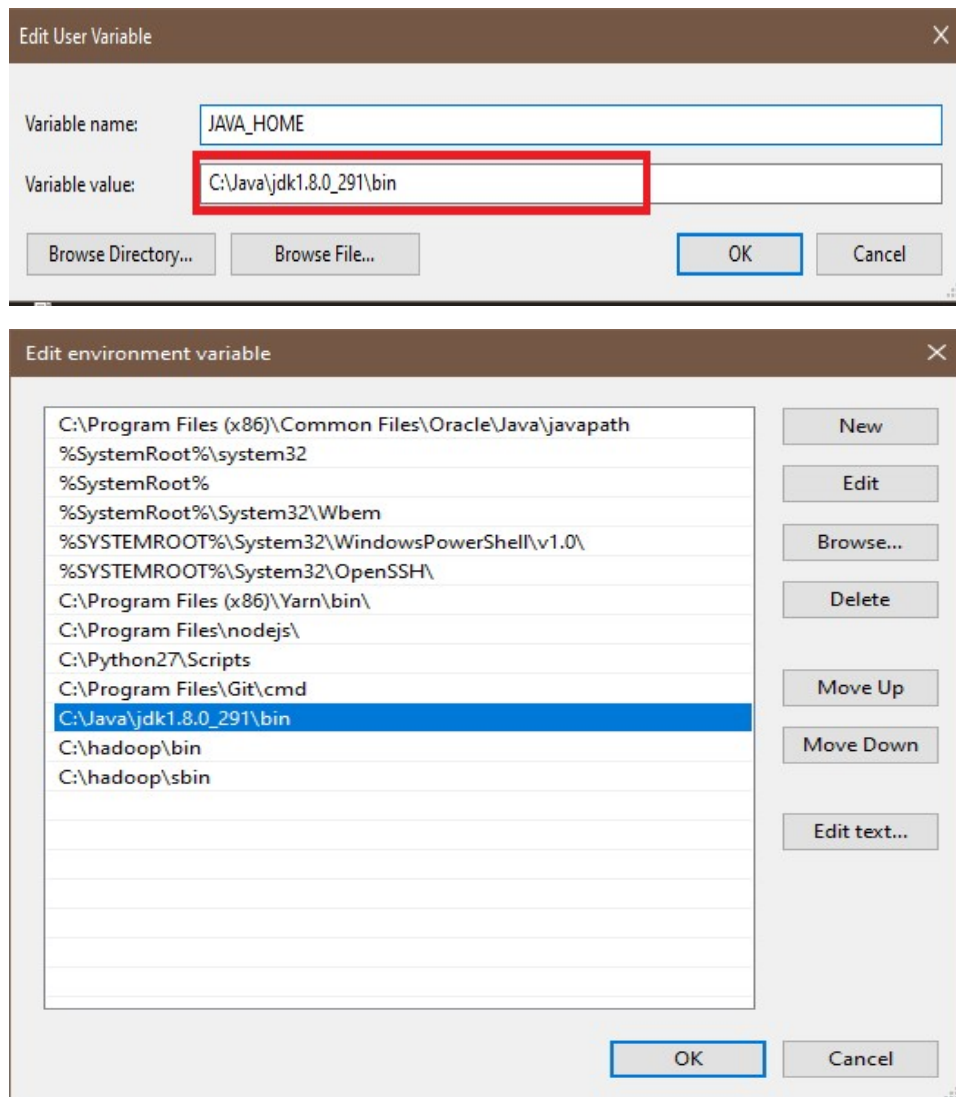 Edit User Variable
Variable name: JAVA_HOME
Variable value: C:\Java\jdk1.8.0_291\bin
Browse Directory... Browse File... OK Cancel
Edit environment variable
C:\Program Files (x86)\Common Files\Oracle\Java\javapath New
%SystemRoot%\system32
%SystemRoot% Edit
%SystemRoot%\System32\Wbem
%SYSTEMROOT%\System32\WindowsPowerShell\v1.0\ Browse...
%SYSTEMROOT%\System32\OpenSSH\
C:\Program Files (x86)\Yarn\bin\ Delete
C:\Program Files\nodejs\
C:\Python27\Scripts
C:\Program Files\Git\cmd Move Up
C:\Java\jdk1.8.0_291\bin
C:\hadoop\bin Move Down
C:\hadoop\sbin
Edit text...
OK Cancel